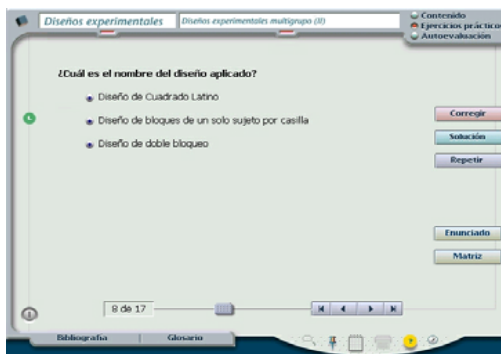 Diseños experimentales
Diseños experimentales multigrupo (II)
Contenido
Ejercicios práctico
Autoevaluación
¿Cuál es el nombre del diseño aplicado?
Diseño de Cuadrado Latino
Diseño de bloques de un solo sujeto por casilla
Diseño de doble bloqueo
Corregir
Solución
Repetir
Enunciado
Matriz
8 de 17
Bibliografía
Glosario